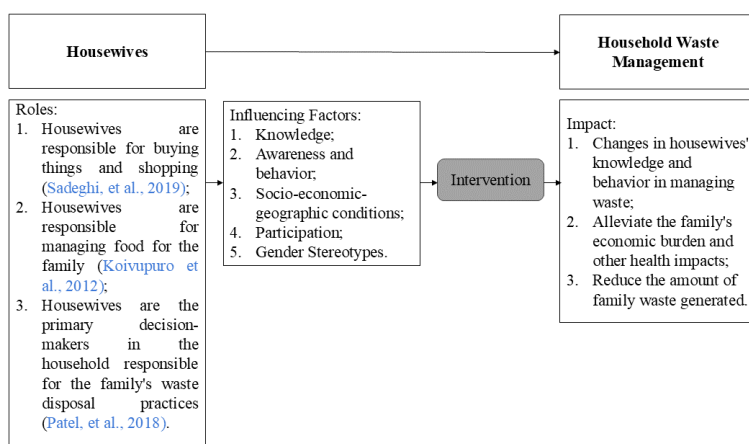 Housewives
Household Waste
Management
Roles:
1. Housewives are
responsible for buying
things and shopping
(Sadeghi, et al., 2019);
2. Housewives are
responsible for
managing food for the
family (Koivupuro et
al., 2012);
3. Housewives are the
primary decision-
makers in the
household responsible
for the family's waste
disposal practices
(Patel, et al., 2018).
Influencing Factors:
1. Knowledge;
2. Awareness and
behavior;
3. Socio-economic-
geographic conditions;
4. Participation;
5. Gender Stereotypes.
Intervention
Impact:
1. Changes in housewives'
knowledge and
behavior in managing
waste;
2. Alleviate the family's
economic burden and
other health impacts;
3. Reduce the amount of
family waste generated.